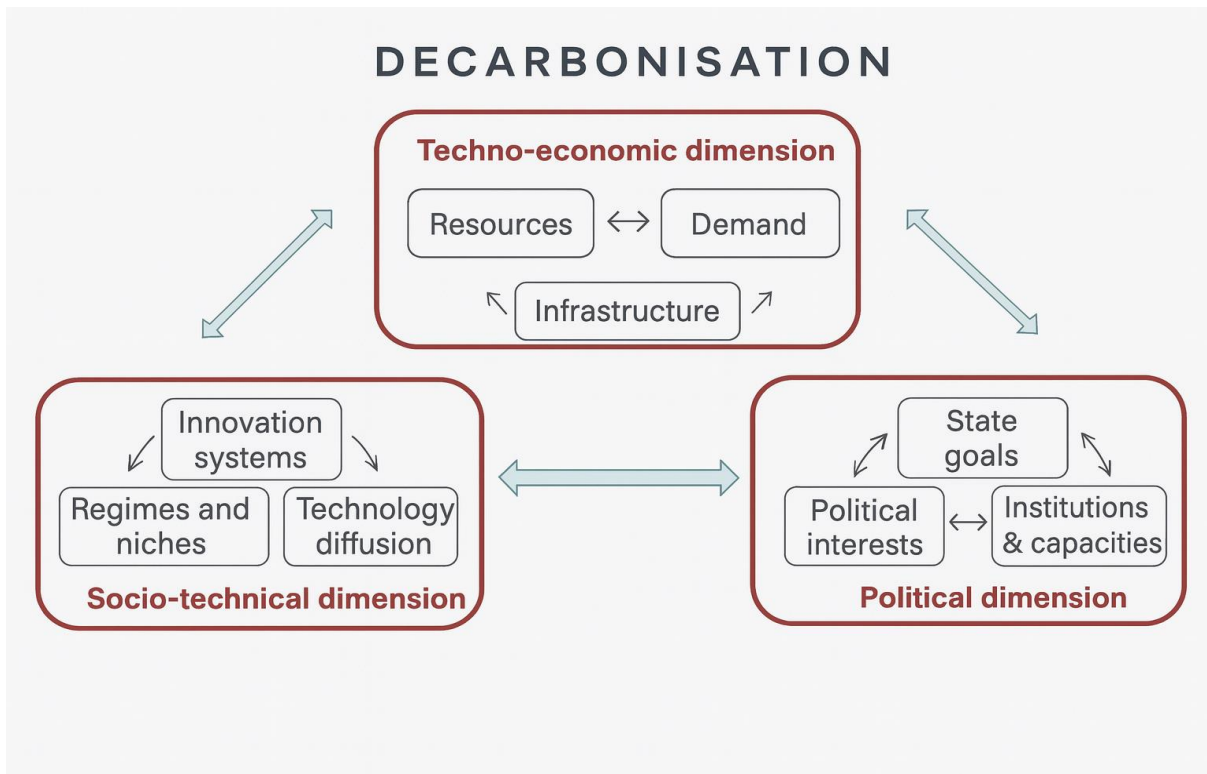 DECARBONISATION
Techno-economic dimension
Resources
Demand
Infrastructure
Innovation
systems
Regimes and
niches
Technology
diffusion
Socio-technical dimension
State
goals
Political
interests
Institutions
& capacities
Political dimension